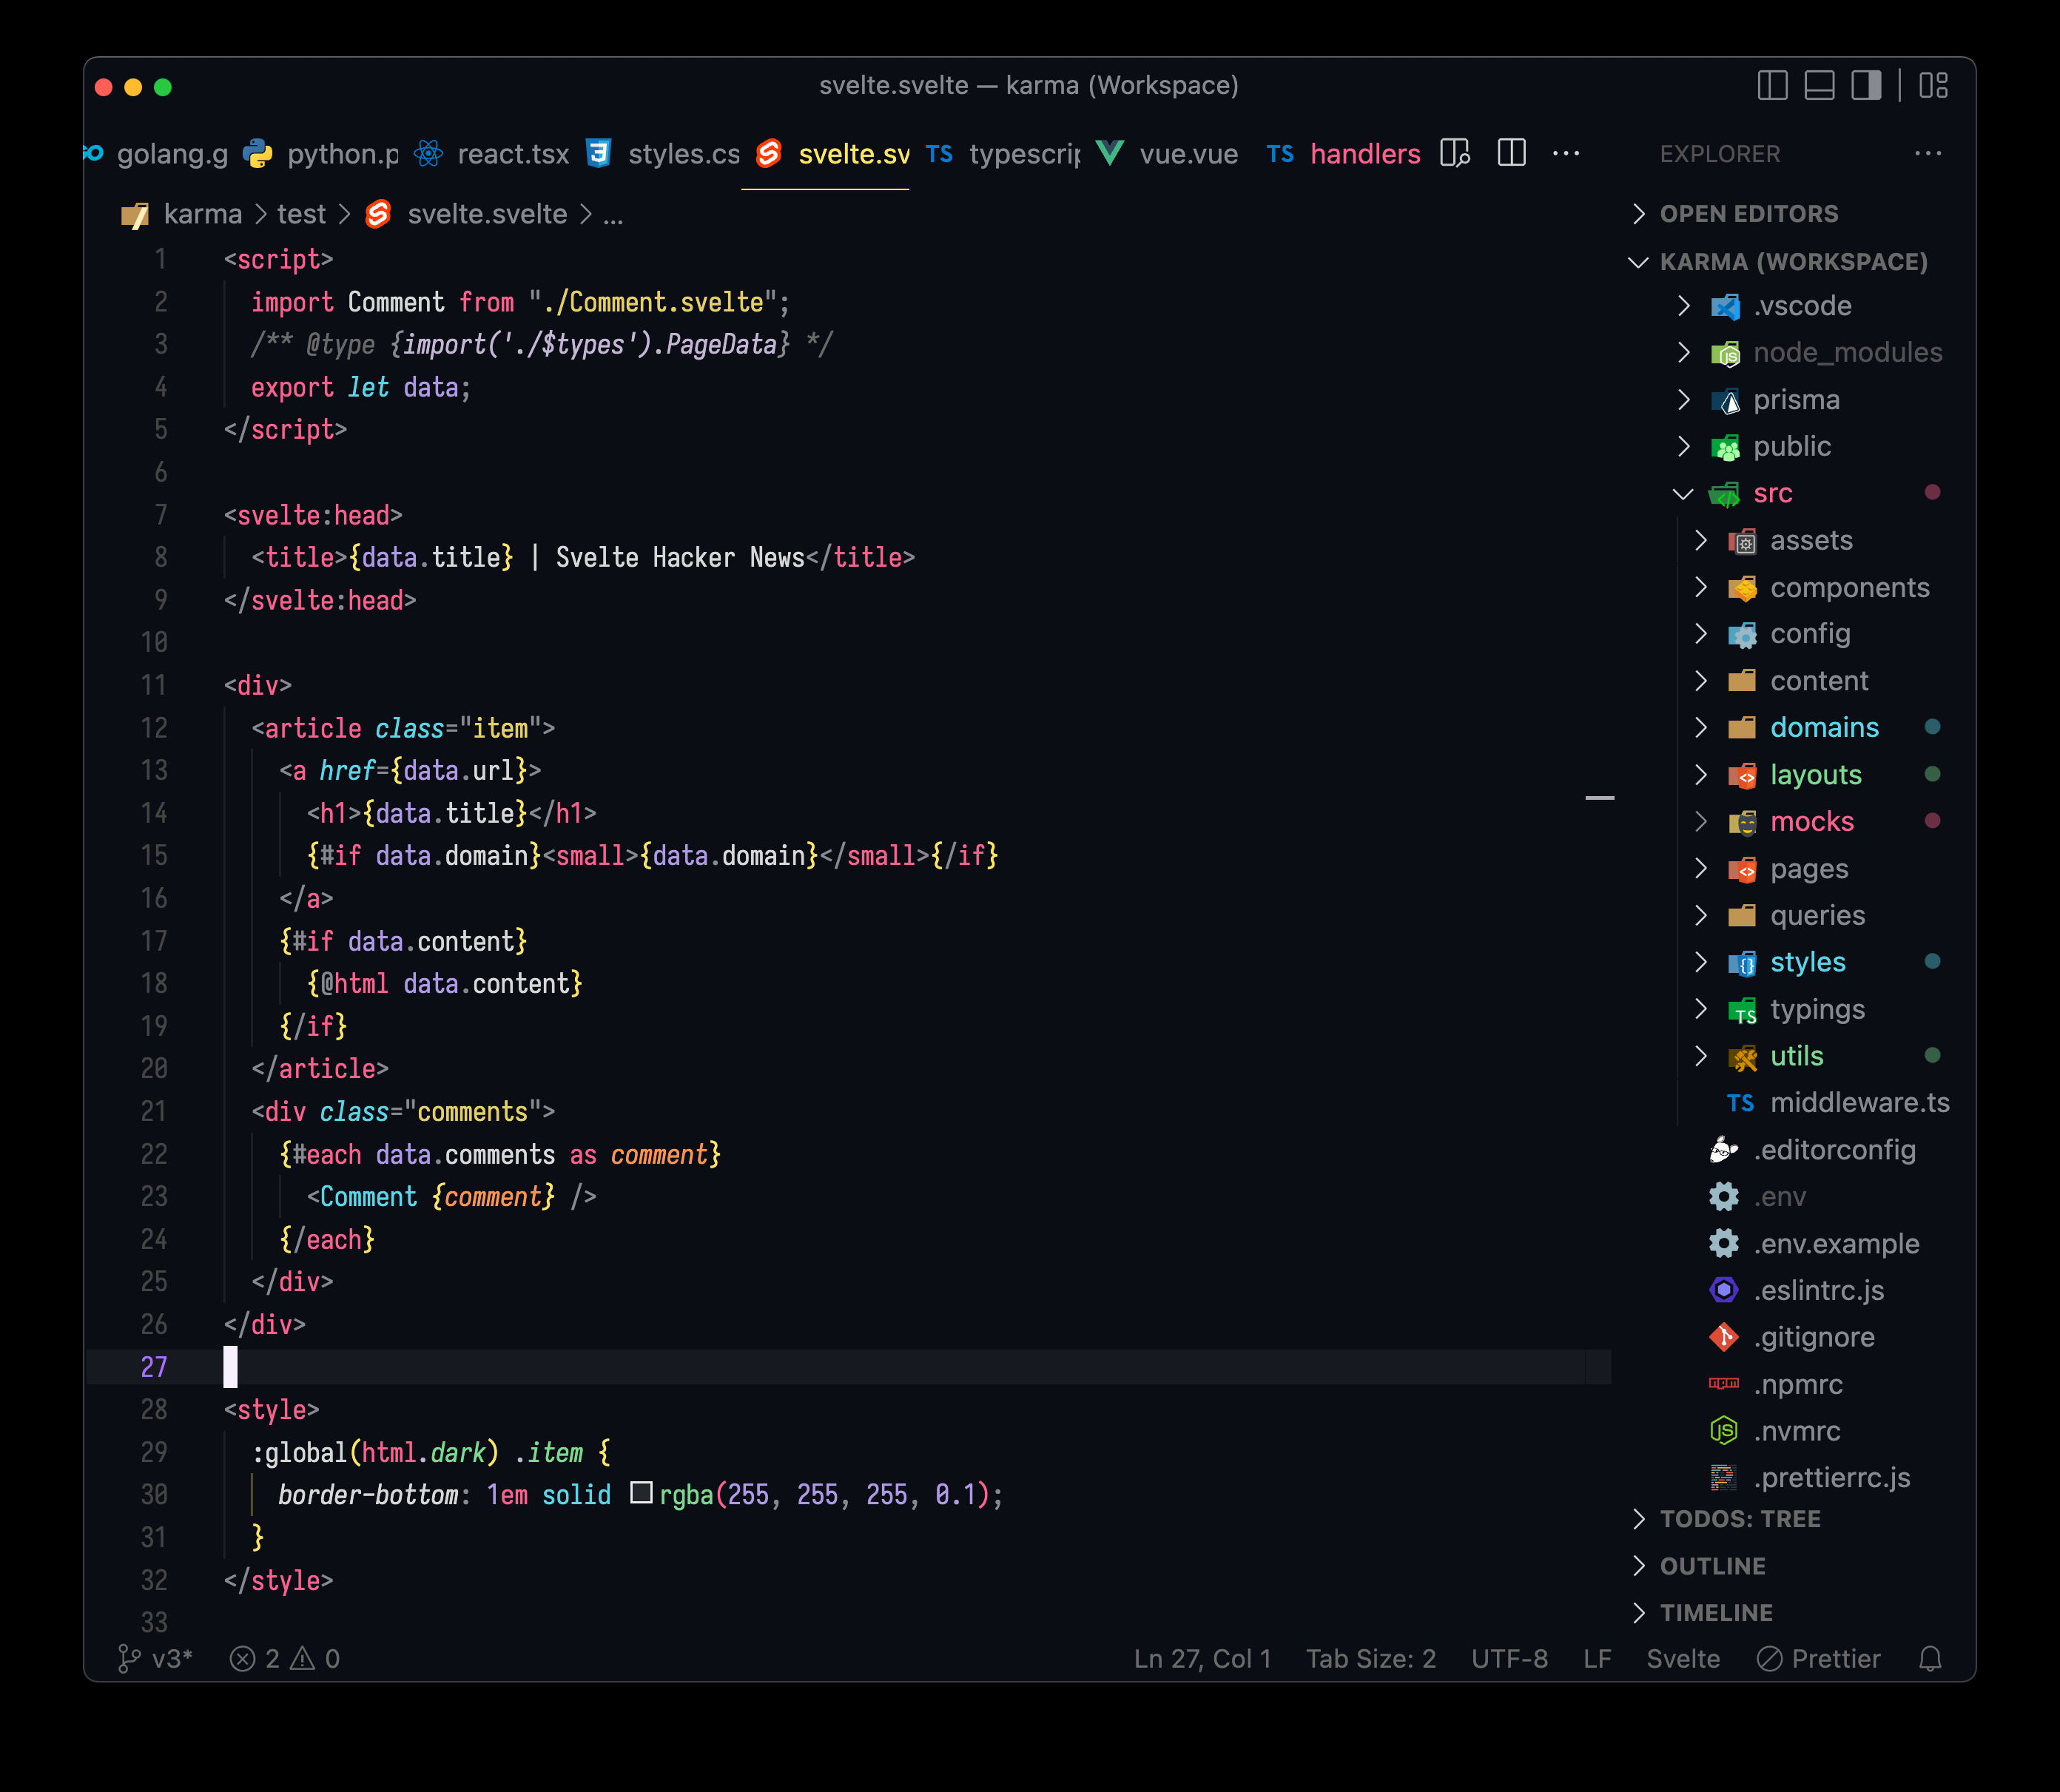 svelte.svelte — karma (Workspace)
golang.g python.p react.tsx styles.cs svelte.sv TS typescrip vue.vue TS handlers
karma > test > svelte.svelte > ...
1 <script>
2 import Comment from "./Comment.svelte";
3 /** @type {import('./$types').PageData} */
4 export let data;
5 </script>
6
7 <svelte:head>
8 <title>{data.title} | Svelte Hacker News</title>
9 </svelte:head>
10
11 <div>
12 <article class="item">
13 <a href={data.url}>
14 <h1>{data.title}</h1>
15 {#if data.domain}<small>{data.domain}</small>{/if}
16 </a>
17 {#if data.content}
18 {@html data.content}
19 {/if}
20 </article>
21 <div class="comments">
22 {#each data.comments as comment}
23 <Comment {comment} />
24 {/each}
25 </div>
26 </div>
27
28 <style>
29 :global(html.dark) .item {
30 border-bottom: 1em solid rgba(255, 255, 255, 0.1);
31 }
32 </style>
33
EXPLORER
OPEN EDITORS
KARMA (WORKSPACE)
.vscode
node_modules
prisma
public
src
assets
components
config
content
domains
layouts
mocks
pages
queries
styles
typings
utils
TS middleware.ts
.editorconfig
.env
.env.example
.eslintrc.js
.gitignore
.npmrc
.nvmrc
.prettierrc.js
TODOS: TREE
OUTLINE
TIMELINE
v3* 2 0 Ln 27, Col 1 Tab Size: 2 UTF-8 LF Svelte Prettier